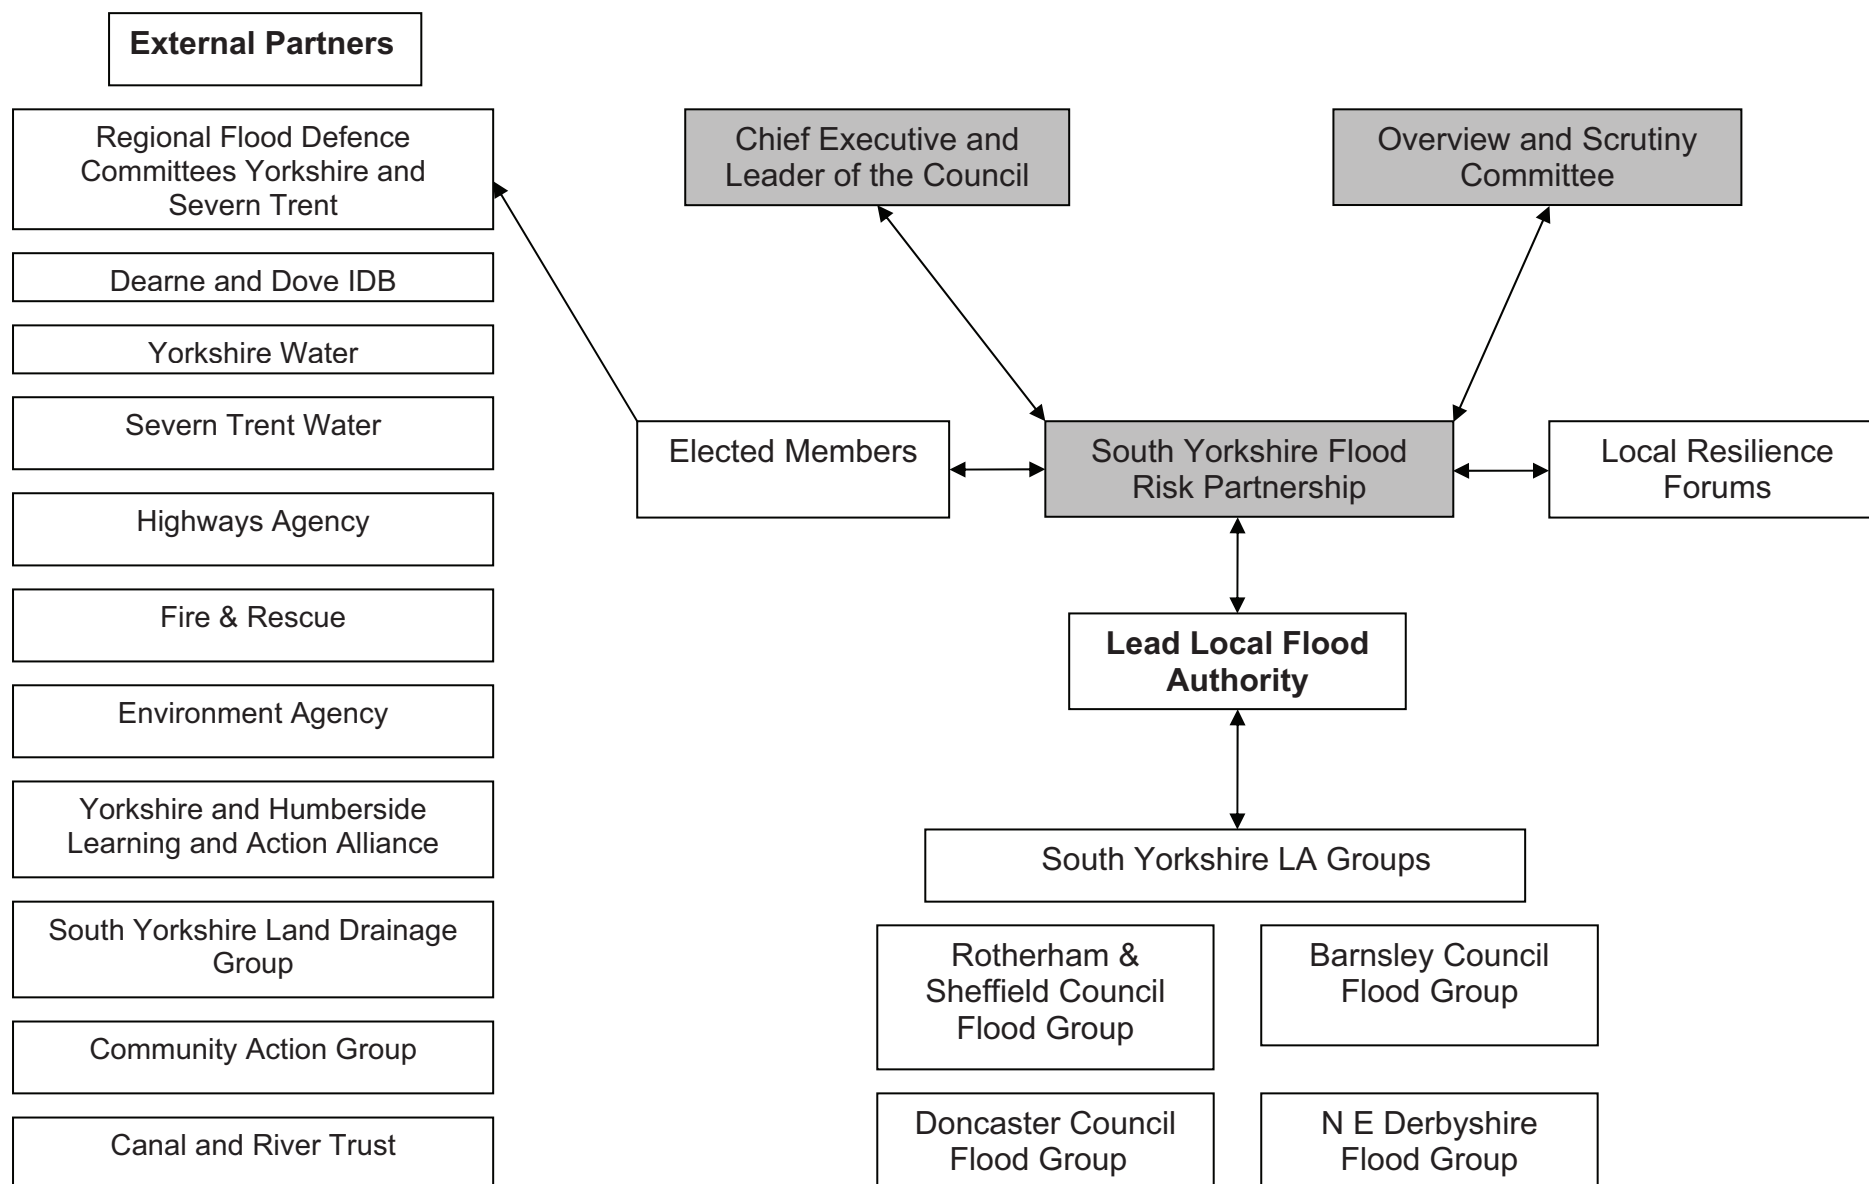 External Partners
Regional Flood Defence
Committees Yorkshire and
Severn Trent
Dearne and Dove IDB
Yorkshire Water
Severn Trent Water
Highways Agency
Fire & Rescue
Environment Agency
Yorkshire and Humberside
Learning and Action Alliance
South Yorkshire Land Drainage
Group
Community Action Group
Canal and River Trust
Chief Executive and
Leader of the Council
Overview and Scrutiny
Committee
Elected Members
South Yorkshire Flood
Risk Partnership
Local Resilience
Forums
Lead Local Flood
Authority
South Yorkshire LA Groups
Rotherham &
Sheffield Council
Flood Group
Barnsley Council
Flood Group
Doncaster Council
Flood Group
N E Derbyshire
Flood Group